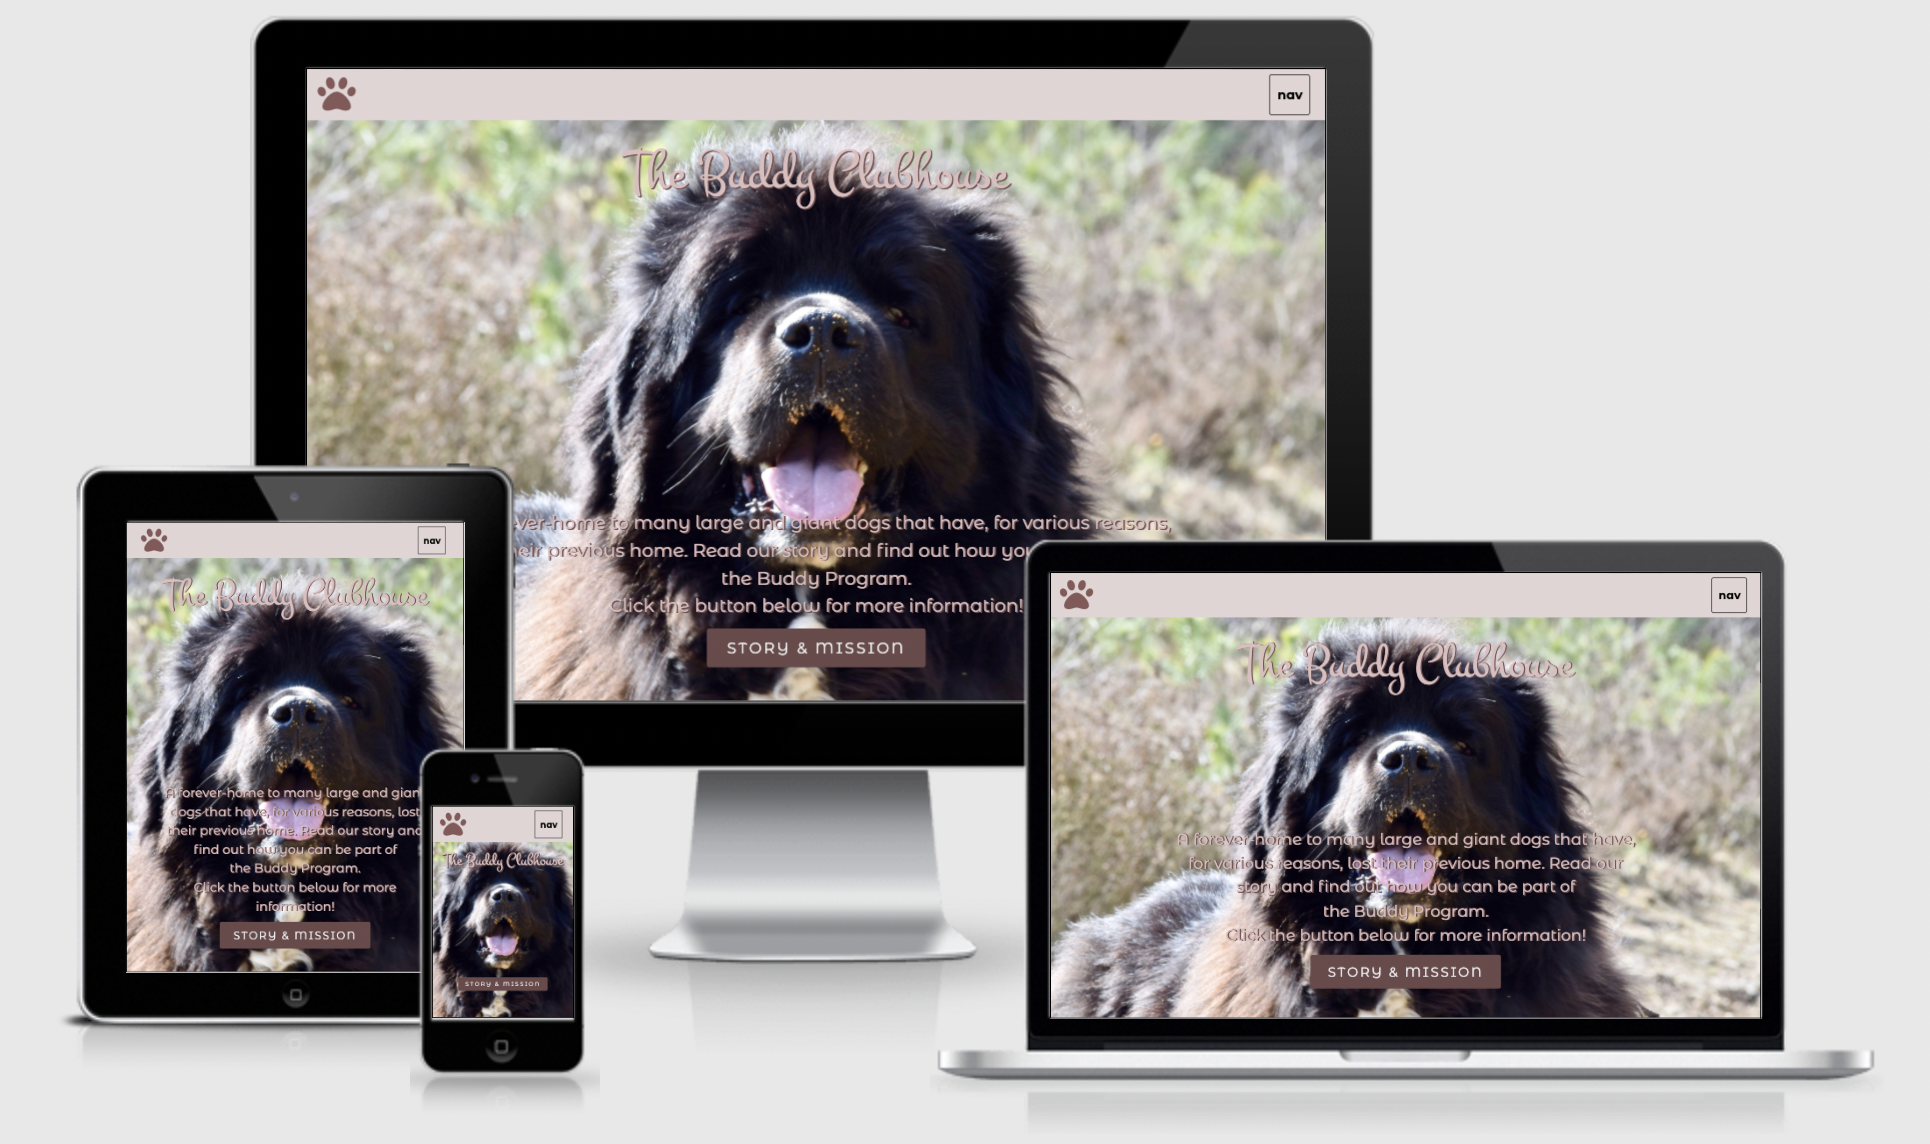 nav
The Buddy Clubhouse
ver-home to many large and giant dogs that have, for various reasons,
eir previous home. Read our story and find out how you
the Buddy Program.
Click the button below for more information!
STORY & MISSION
nav
The Buddy Clubhouse
A forever-home to many large and gian
dogs that have, for various reasons, lost
their previous home. Read our story and
find out how you can be part of
the Buddy Program.
Click the button below for more
information!
STORY & MISSION
nav
The Buddy Clubhouse
STORY & MISSION
nav
The Buddy Clubhouse
A forever-home to many large and giant dogs that have,
for various reasons, lost their previous home. Read our
story and find out how you can be part of
the Buddy Program.
Click the button below for more information!
STORY & MISSION